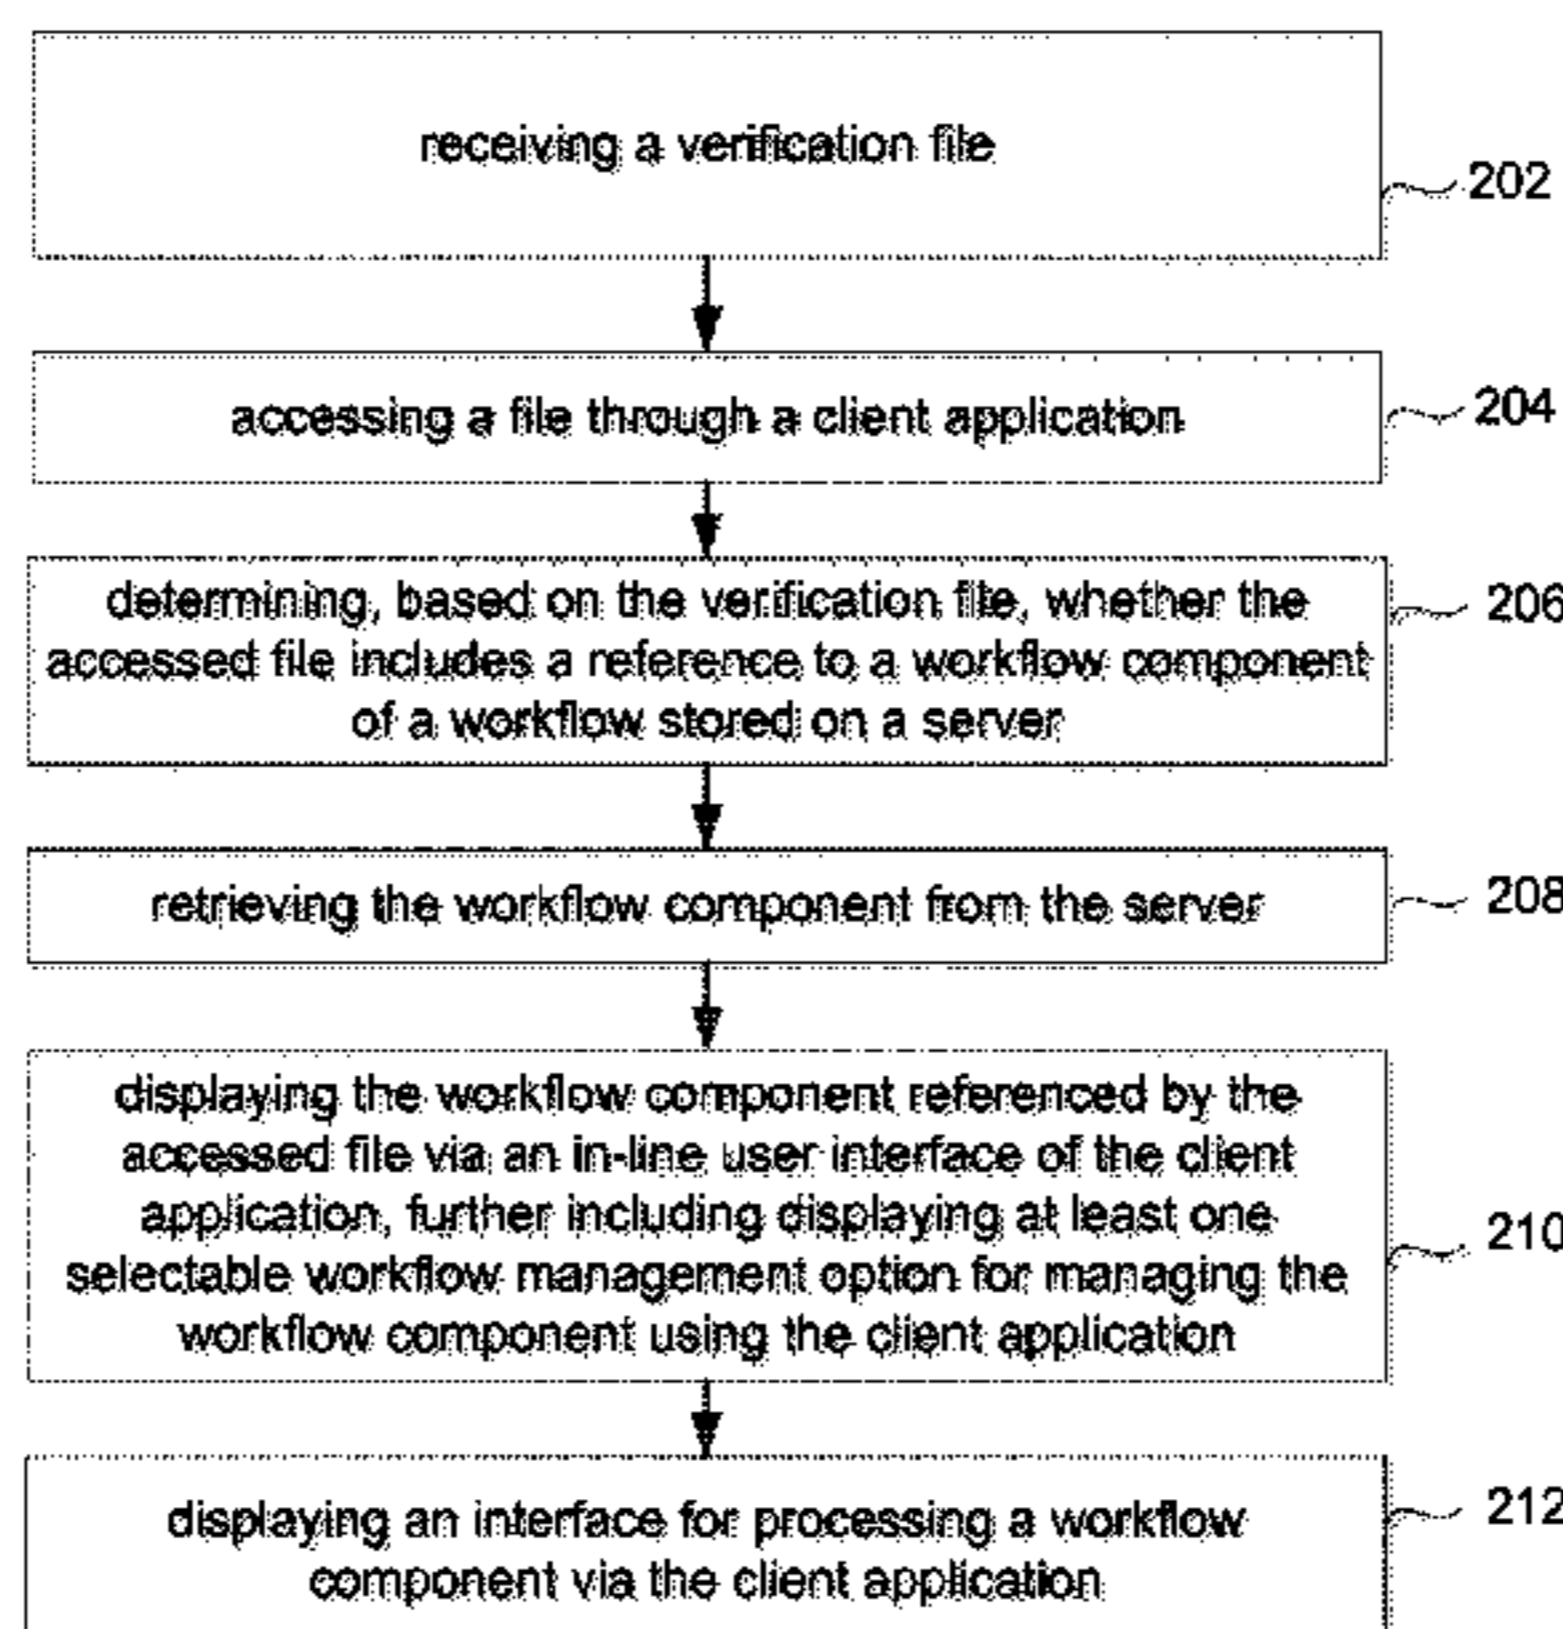 receiving a verification file
202
accessing a file through a client application
204
determining, based on the verification file, whether the
accessed file includes a reference to a workflow component
of a workflow stored on a server
206
retrieving the workflow component from the server
208
displaying the workflow component referenced by the
accessed file via an in-line user interface of the client
application, further including displaying at least one
selectable workflow management option for managing the
workflow component using the client application
210
displaying an interface for processing a workflow
component via the client application
212